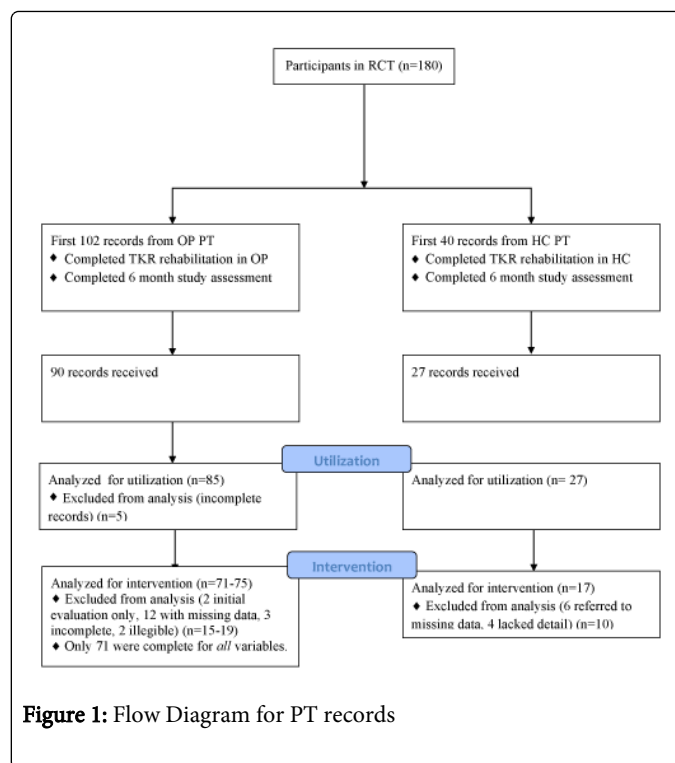 Participants in RCT (n=180)
First 102 records from OP PT
♦ Completed TKR rehabilitation in OP
♦ Completed 6 month study assessment
First 40 records from HC PT
♦ Completed TKR rehabilitation in HC
♦ Completed 6 month study assessment
90 records received
27 records received
Utilization
Analyzed for utilization (n=85)
♦ Excluded from analysis (incomplete
records) (n=5)
Analyzed for utilization (n= 27)
Intervention
Analyzed for intervention (n=71-75)
♦ Excluded from analysis (2 initial
evaluation only, 12 with missing data, 3
incomplete, 2 illegible) (n=15-19)
♦ Only 71 were complete for all variables.
Analyzed for intervention (n=17)
♦ Excluded from analysis (6 referred to
missing data, 4 lacked detail) (n=10)
Figure 1: Flow Diagram for PT records